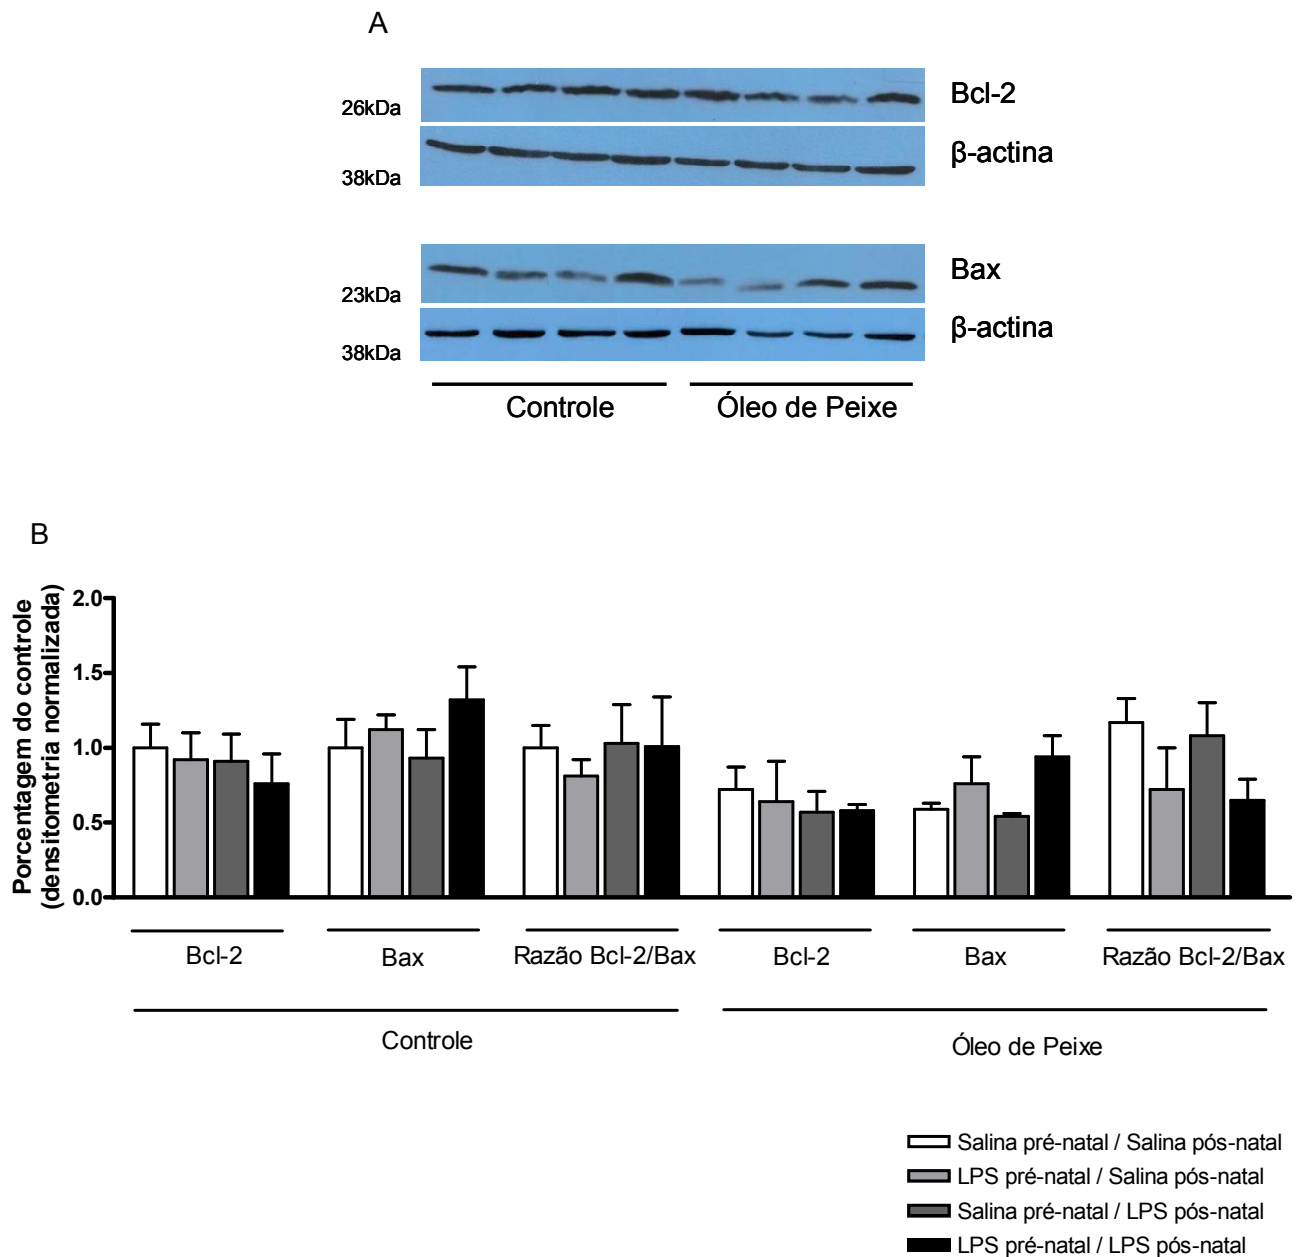 A
26kDa
Bcl-2
38kDa
β-actina
23kDa
Bax
38kDa
β-actina
Controle
Óleo de Peixe
B
Porcentagem do controle
(densitometria normalizada)
2.0
1.5
1.0
0.5
0.0
Bcl-2
Bax
Razão Bcl-2/Bax
Bcl-2
Bax
Razão Bcl-2/Bax
Controle
Óleo de Peixe
Salina pré-natal / Salina pós-natal
LPS pré-natal / Salina pós-natal
Salina pré-natal / LPS pós-natal
LPS pré-natal / LPS pós-natal